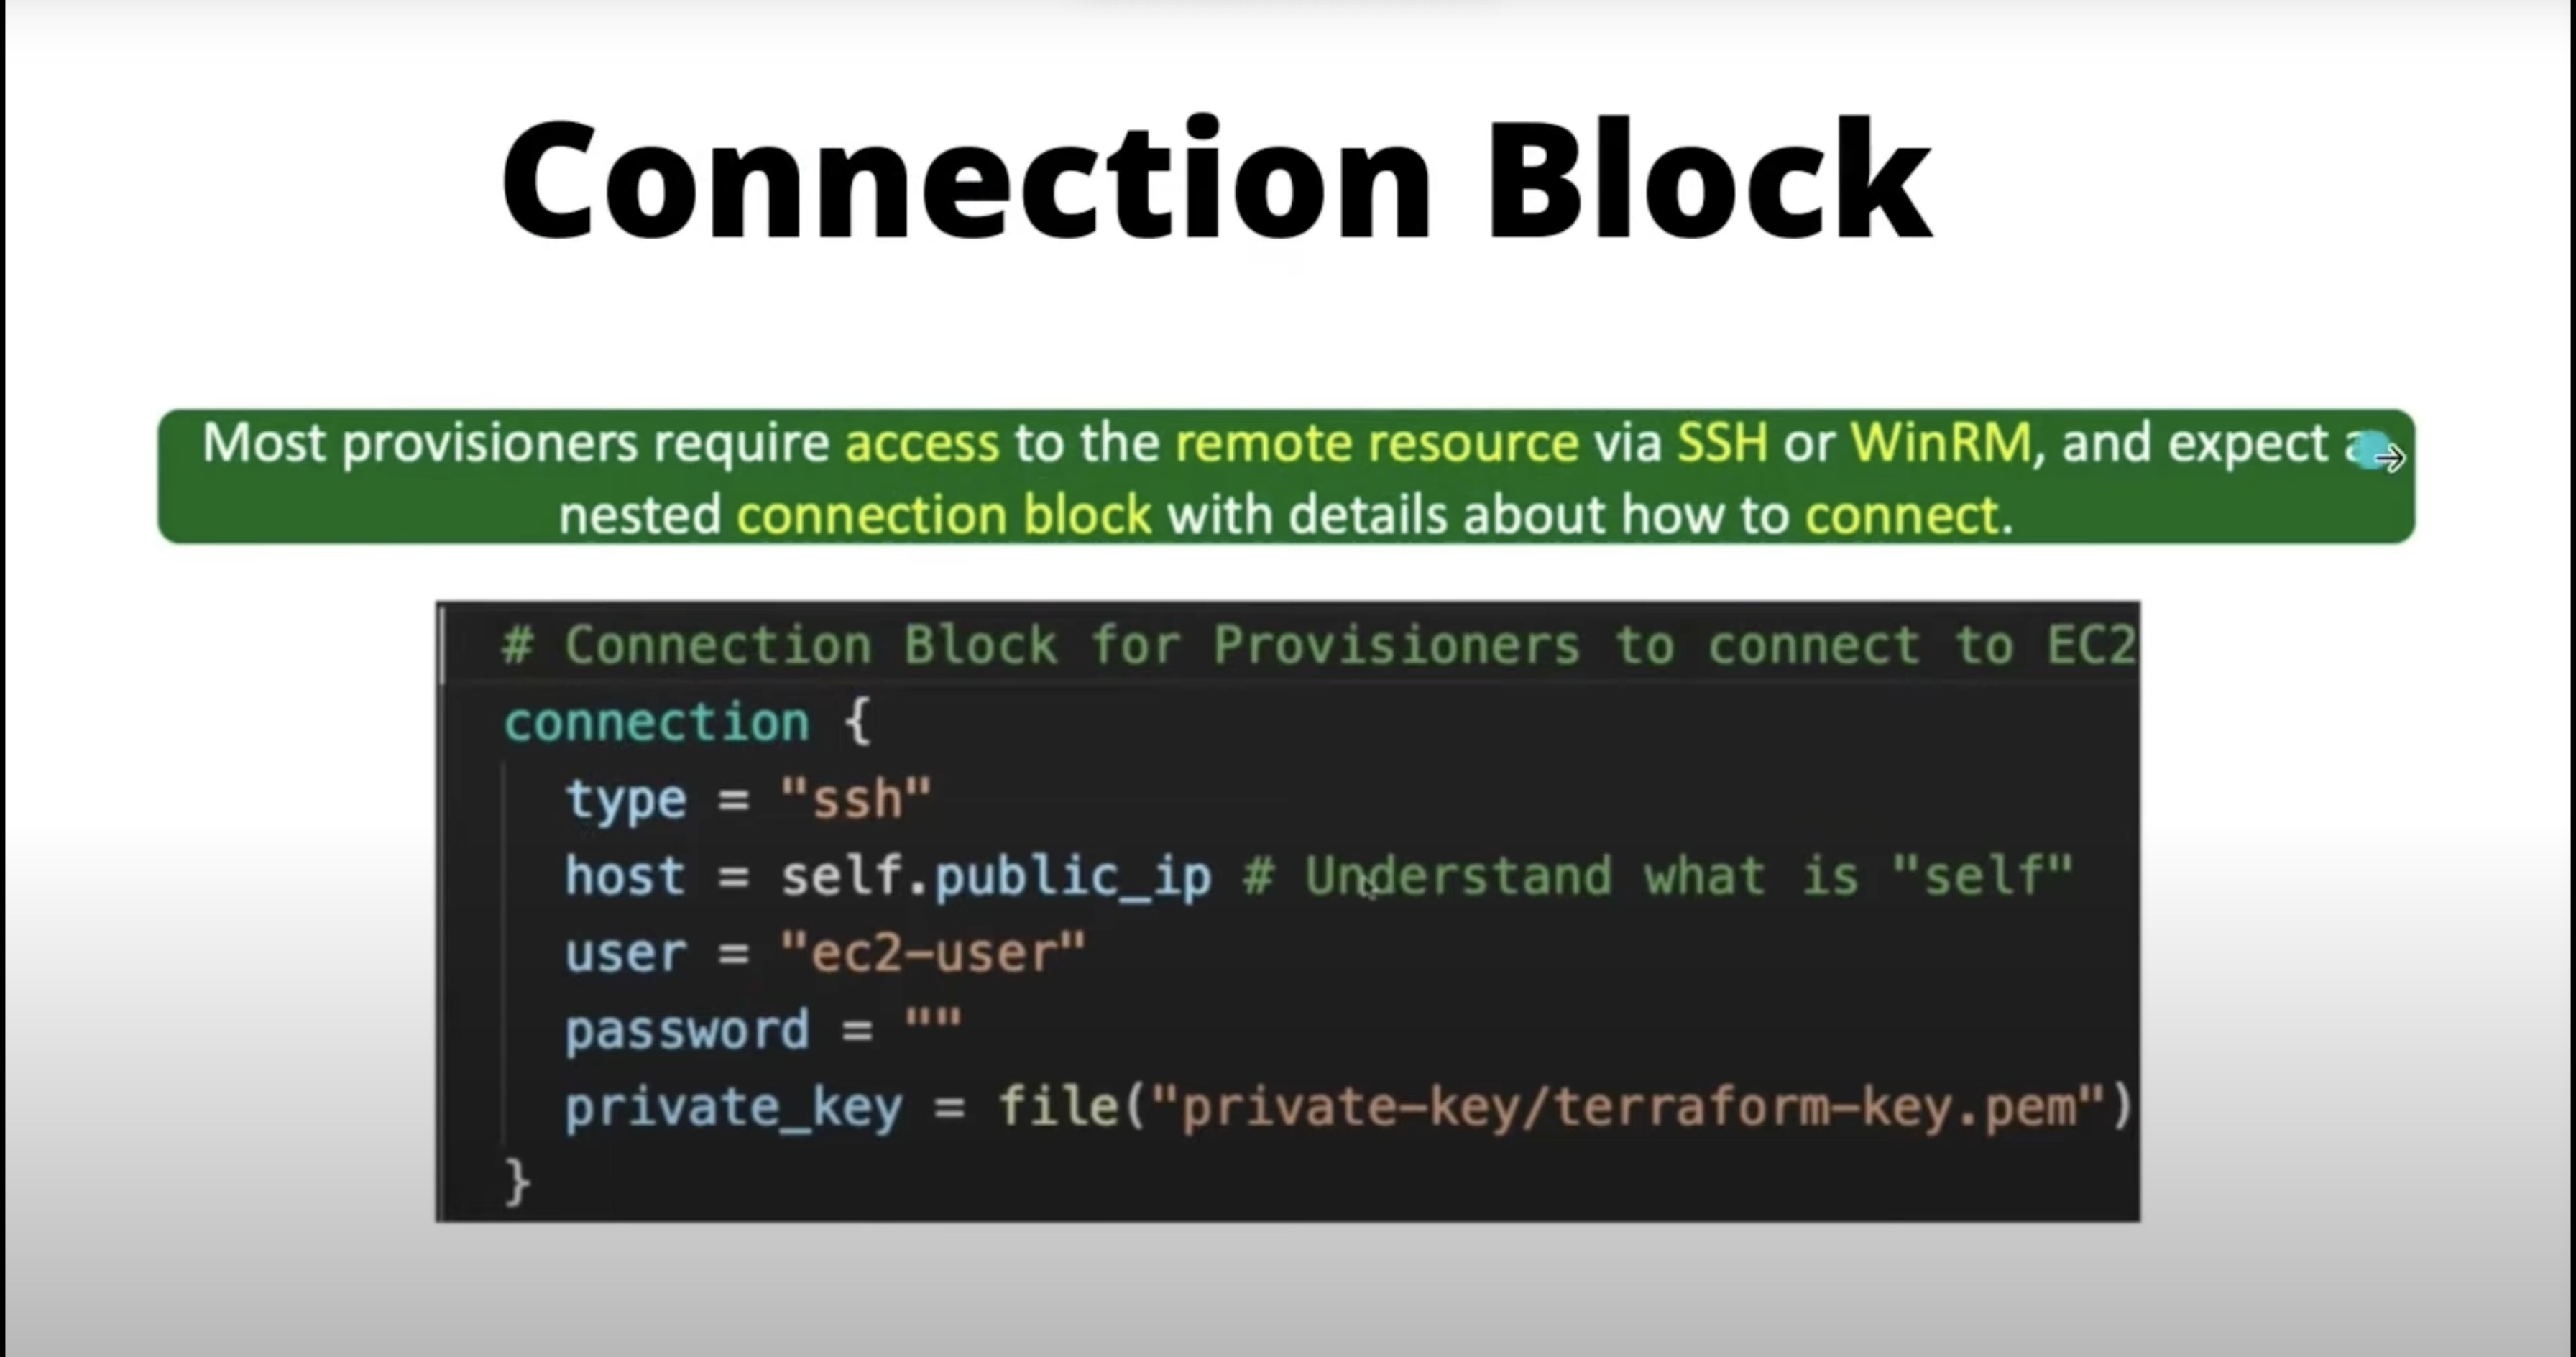 Connection Block
Most provisioners require access to the remote resource via SSH or WinRM, and expect a
nested connection block with details about how to connect.
# Connection Block for Provisioners to connect to EC2
connection {
type = "ssh"
host = self.public_ip # Understand what is "self"
user = "ec2-user"
password = ""
private_key = file("private-key/terraform-key.pem")
}